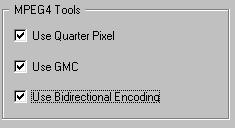 MPEG4 Tools
Use Quarter Pixel
Use GMC
Use Bidirectional Encoding